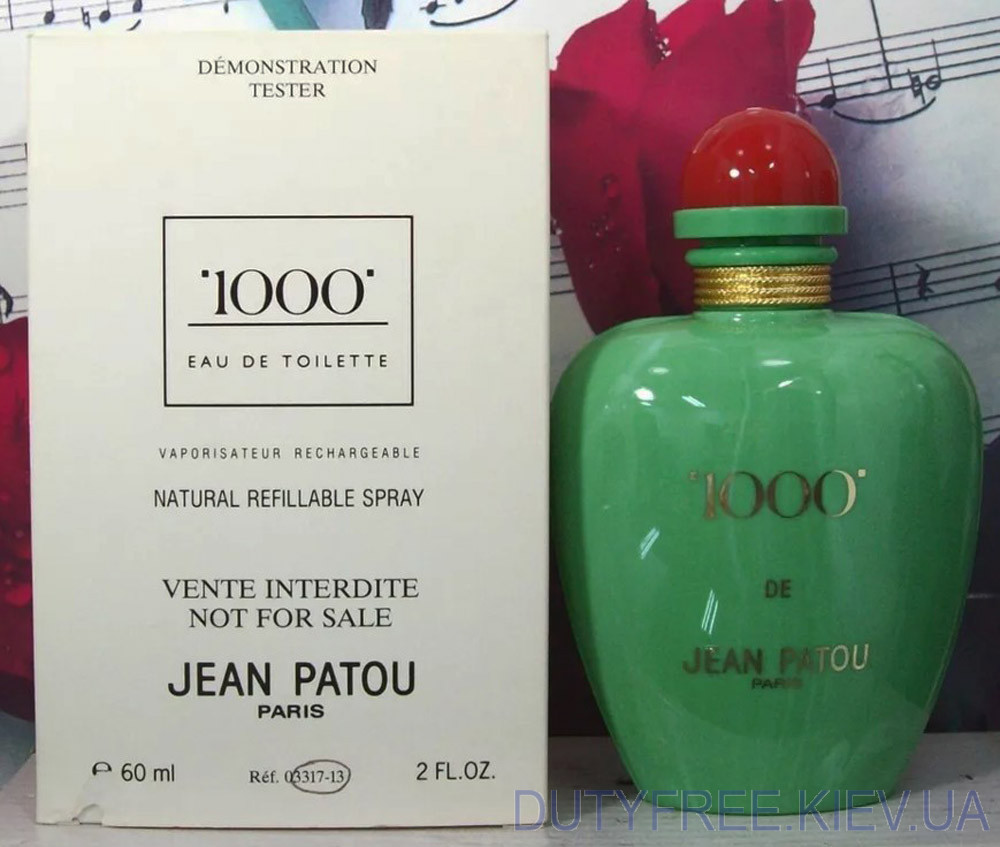 DÉMONSTRATION
TESTER
"1000"
EAU DE TOILETTE
VAPORISATEUR RECHARGEABLE
NATURAL REFILLABLE SPRAY
VENTE INTERDITE
NOT FOR SALE
JEAN PATOU
PARIS
℮ 60 ml Réf. 03317-13 2 FL.OZ.
"1000"
DE
JEAN PATOU
PARIS
DUTYFREE.KIEV.UA